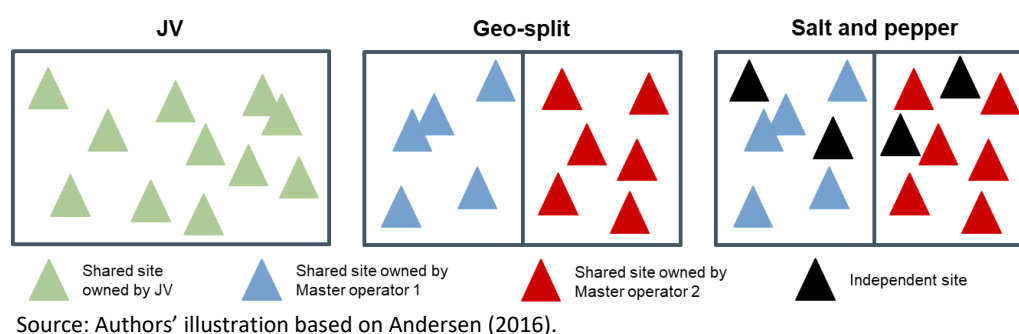 JV
Geo-split
Salt and pepper
Shared site
owned by JV
Shared site owned by
Master operator 1
Shared site owned by
Master operator 2
Independent site
Source: Authors’ illustration based on Andersen (2016).